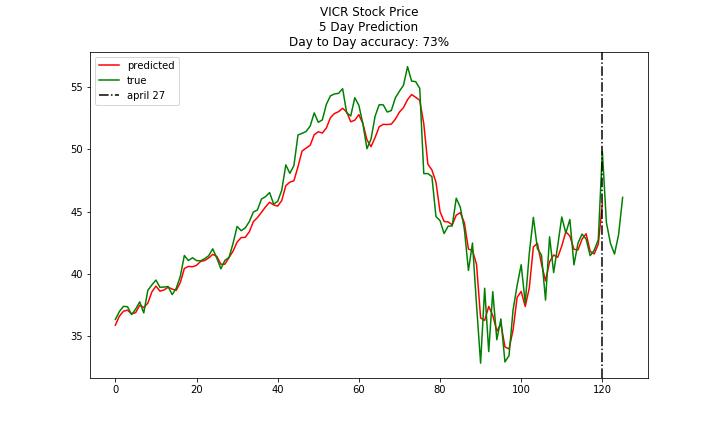 VICR Stock Price
5 Day Prediction
Day to Day accuracy: 73%
predicted
true
april 27
55
50
45
40
35
0 20 40 60 80 100 120